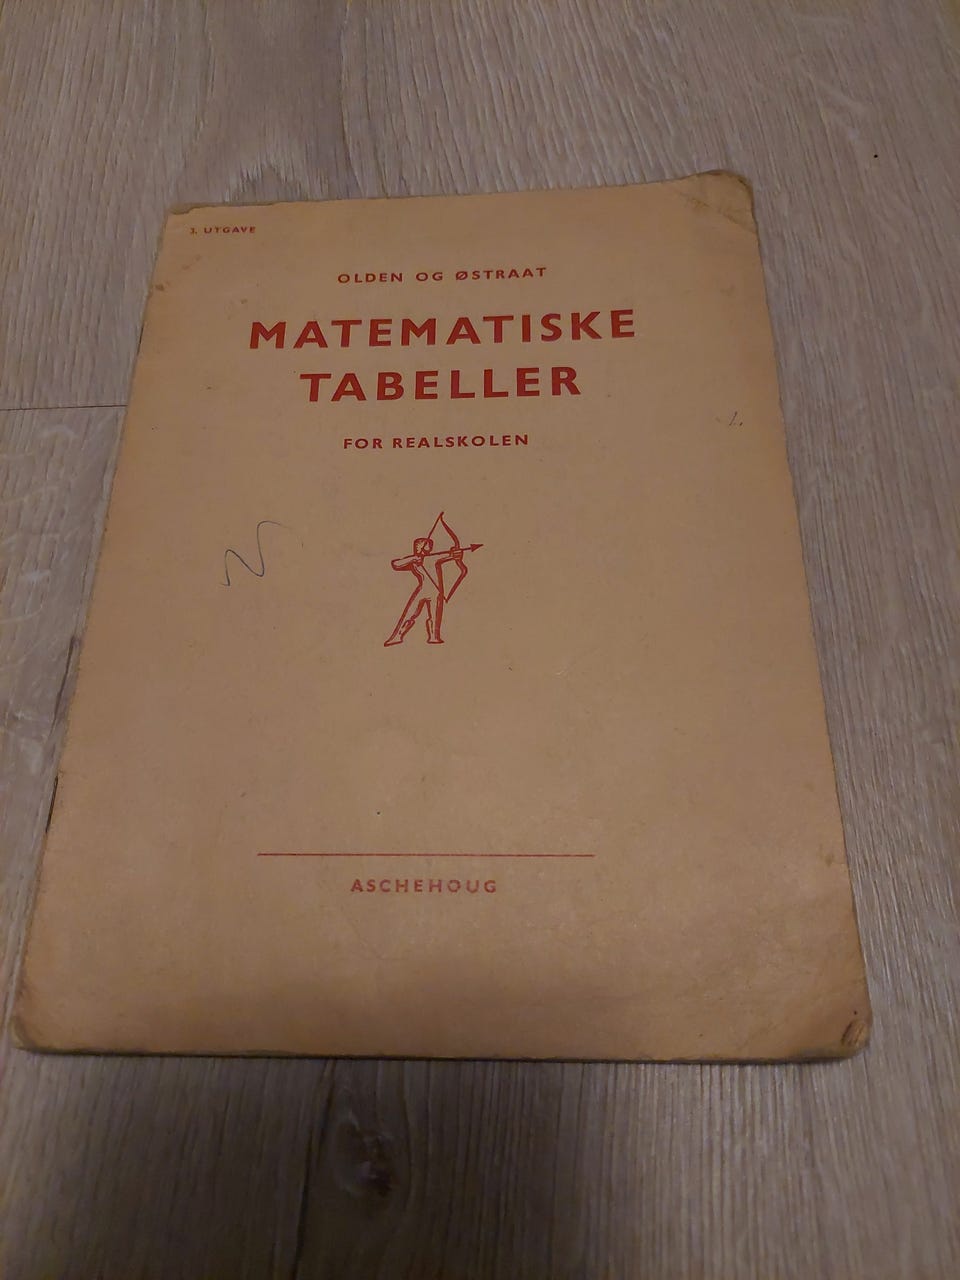 3. UTGAVE
OLDEN OG ØSTRAAT
MATEMATISKE
TABELLER
FOR REALSKOLEN
ASCHEHOUG